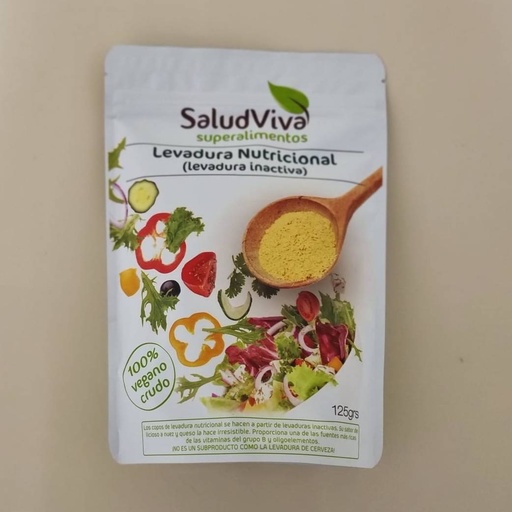 SaludViva
superalimentos
Levadura Nutricional
(levadura inactiva)
100%
vegano
crudo
125grs
Los copos de levadura nutricional se hacen a partir de levaduras inactivas. Su sabor de
licioso a nuez y queso la hace irresistible. Proporciona una de las fuentes más ricas
de las vitaminas del grupo B y oligoelementos.
¡NO ES UN SUBPRODUCTO COMO LA LEVADURA DE CERVEZA!